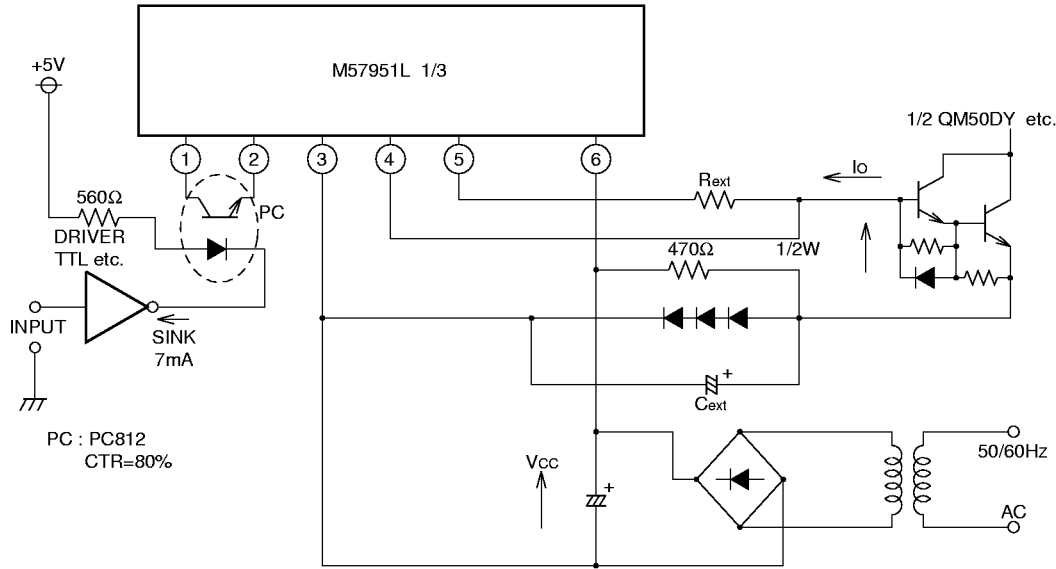 M57951L 1/3
+5V
1 2 3 4 5 6
1/2 QM50DY etc.
560Ω
PC
Rext
Io
DRIVER
TTL etc.
470Ω
1/2W
INPUT
SINK
7mA
+
Cext
PC : PC812
CTR=80%
VCC
+
50/60Hz
AC